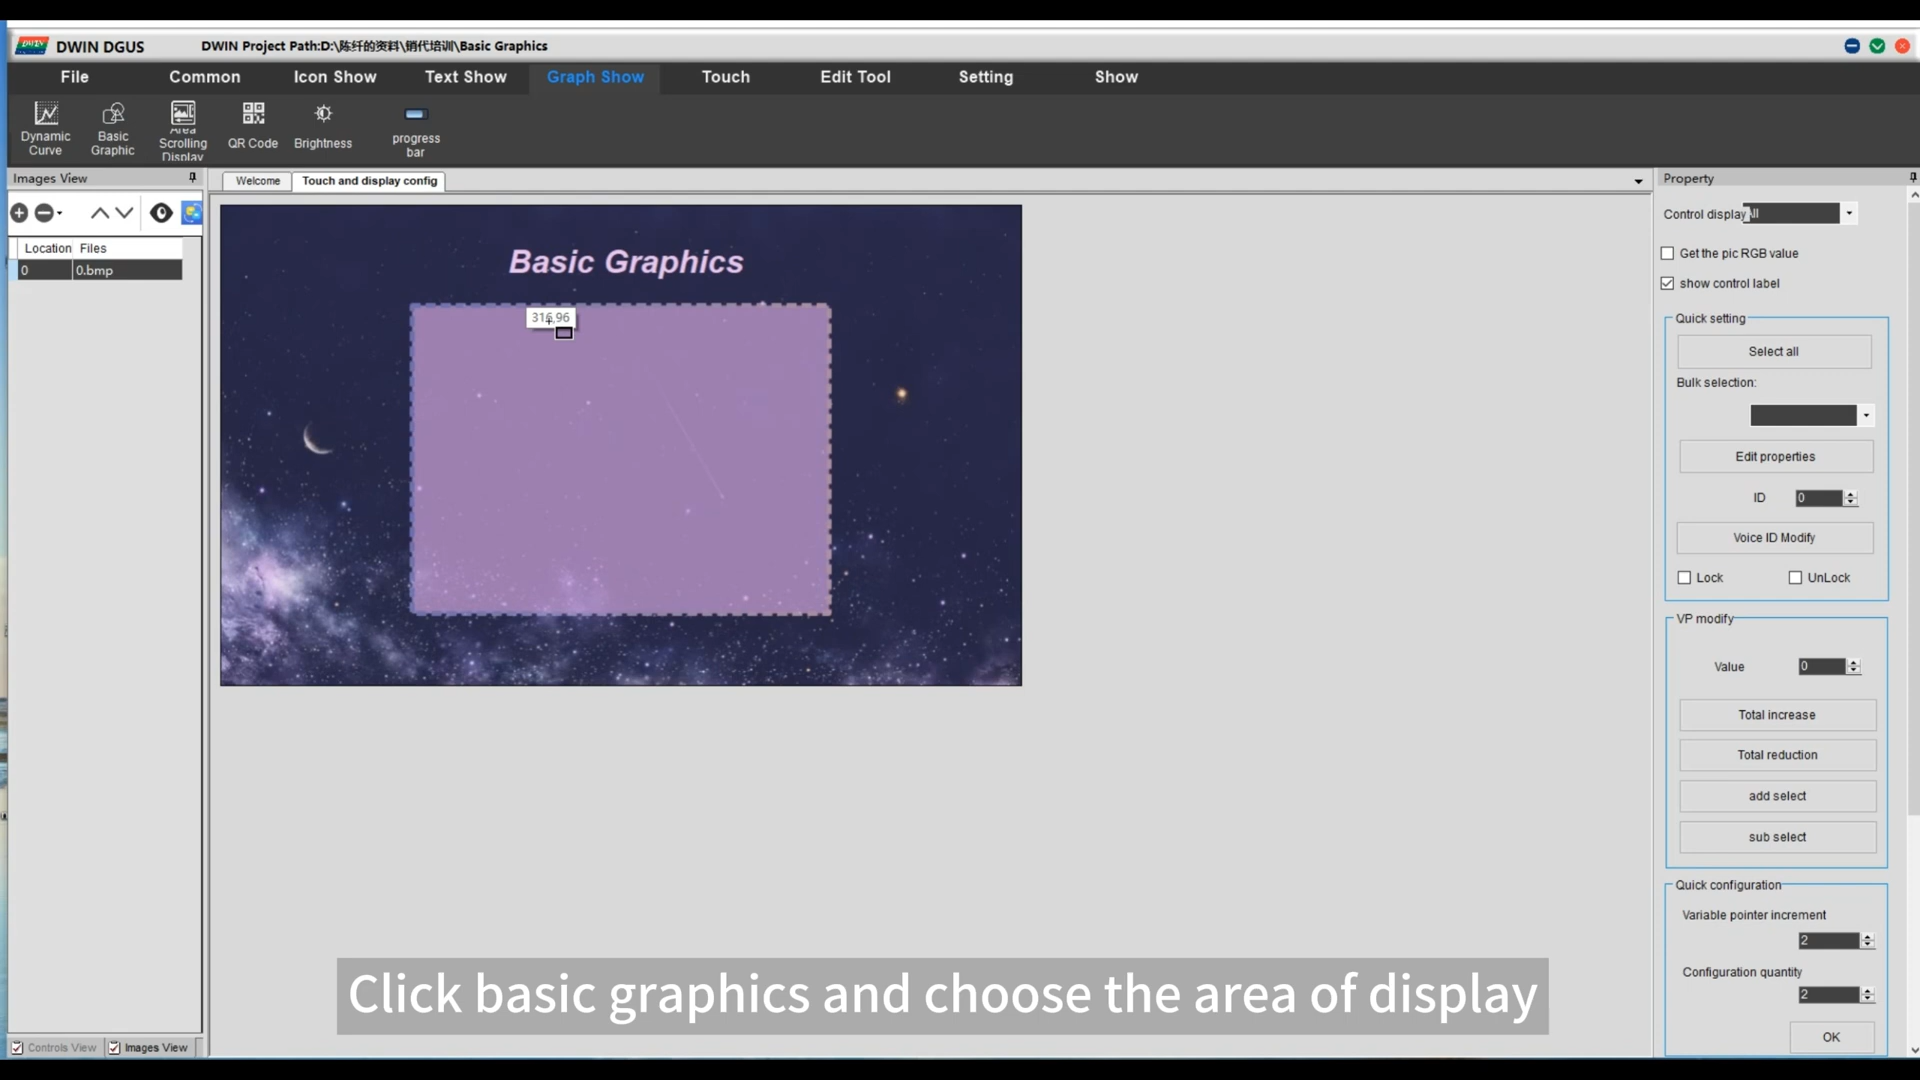 DWIN DGUS
DWIN Project Path:D:\陈纤的资料\销代培训\Basic Graphics
File
Common
Icon Show
Text Show
Graph Show
Touch
Edit Tool
Setting
Show
Dynamic
Curve
Basic
Graphic
Area
Scrolling
Display
QR Code
Brightness
progress
bar
Images View
Location Files
0 0.bmp
Welcome
Touch and display config
Basic Graphics
316,96
Property
Control display All
Get the pic RGB value
show control label
Quick setting
Select all
Bulk selection:
Edit properties
ID 0
Voice ID Modify
Lock UnLock
VP modify
Value 0
Total increase
Total reduction
add select
sub select
Quick configuration
Variable pointer increment
2
Configuration quantity
2
OK
Click basic graphics and choose the area of display
Controls View Images View